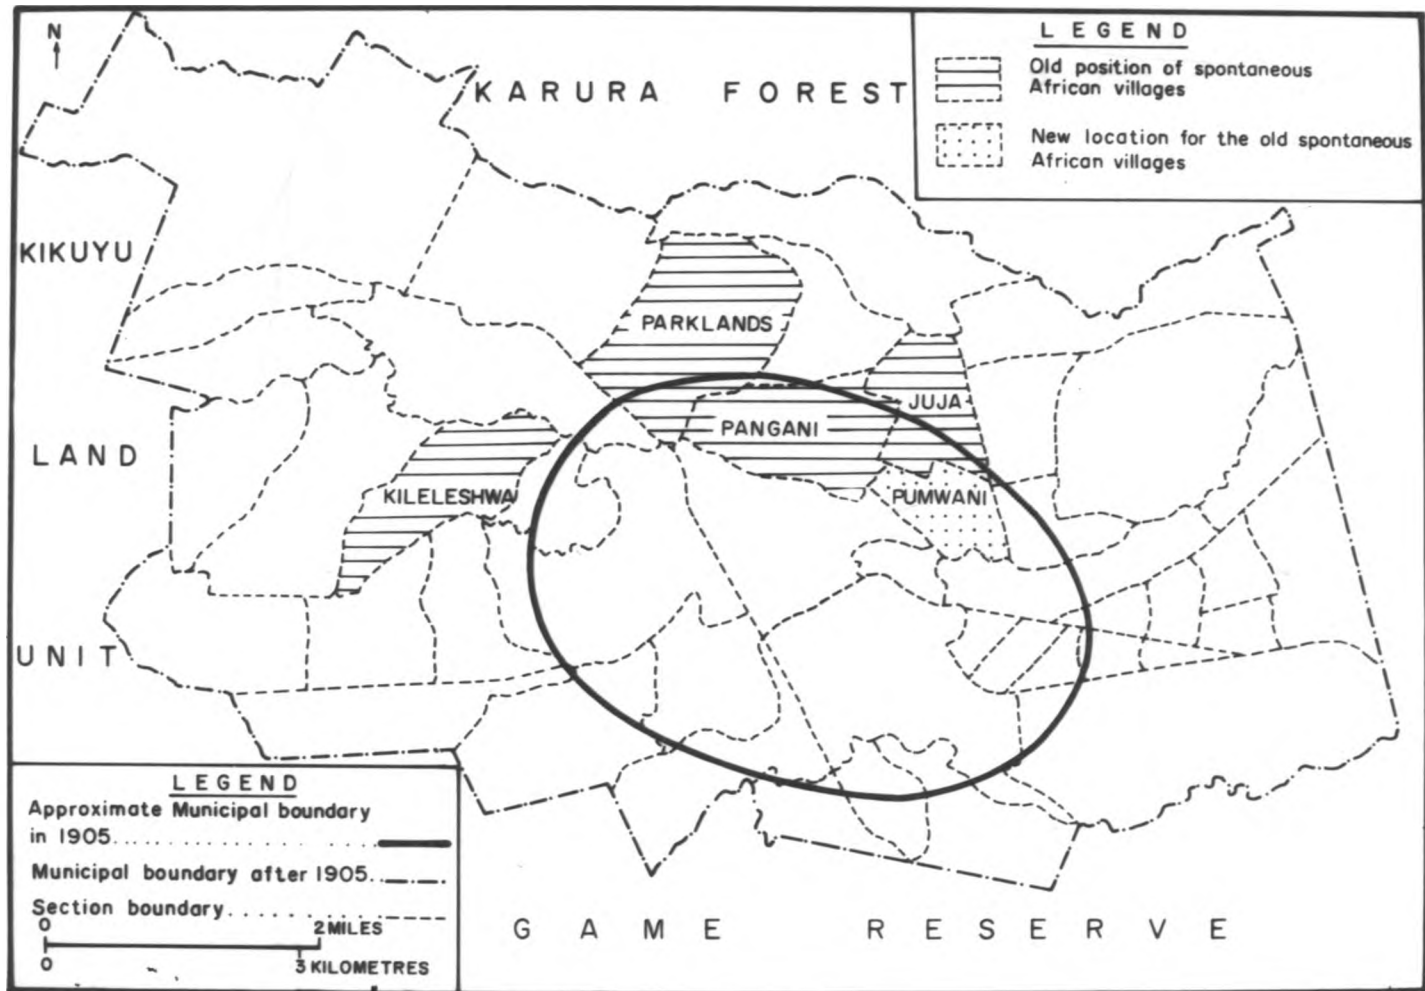 N
LEGEND
Old position of spontaneous
African villages
New location for the old spontaneous
African villages
KARURA FOREST
KIKUYU
LAND
UNIT
PARKLANDS
JUJA
PANGANI
KILELESHWA
PUMWANI
LEGEND
Approximate Municipal boundary
in 1905
Municipal boundary after 1905
Section boundary
0 2 MILES
0 3 KILOMETRES
GAME RESERVE